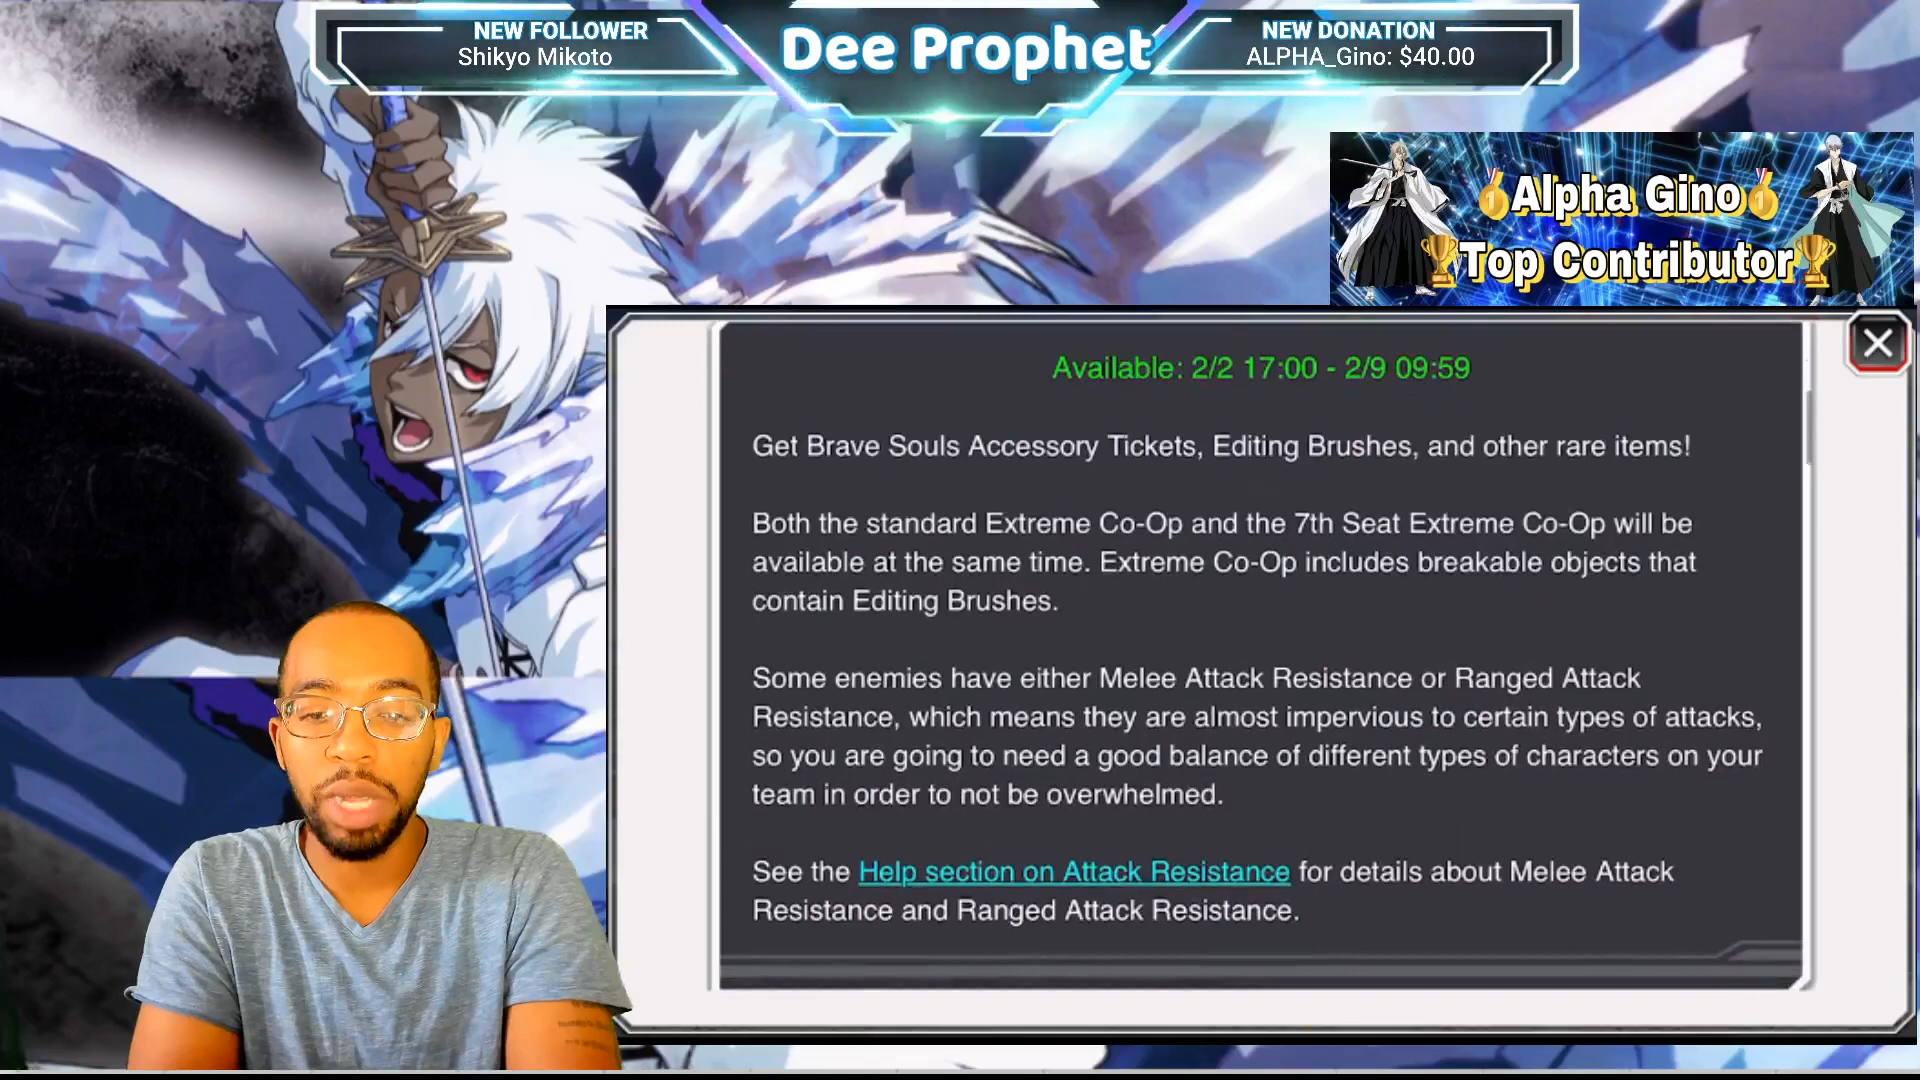 NEW FOLLOWER
Shikyo Mikoto
Dee Prophet
NEW DONATION
ALPHA_Gino: $40.00
Alpha Gino
Top Contributor
Available: 2/2 17:00 - 2/9 09:59
Get Brave Souls Accessory Tickets, Editing Brushes, and other rare items!
Both the standard Extreme Co-Op and the 7th Seat Extreme Co-Op will be
available at the same time. Extreme Co-Op includes breakable objects that
contain Editing Brushes.
Some enemies have either Melee Attack Resistance or Ranged Attack
Resistance, which means they are almost impervious to certain types of attacks,
so you are going to need a good balance of different types of characters on your
team in order to not be overwhelmed.
See the Help section on Attack Resistance for details about Melee Attack
Resistance and Ranged Attack Resistance.